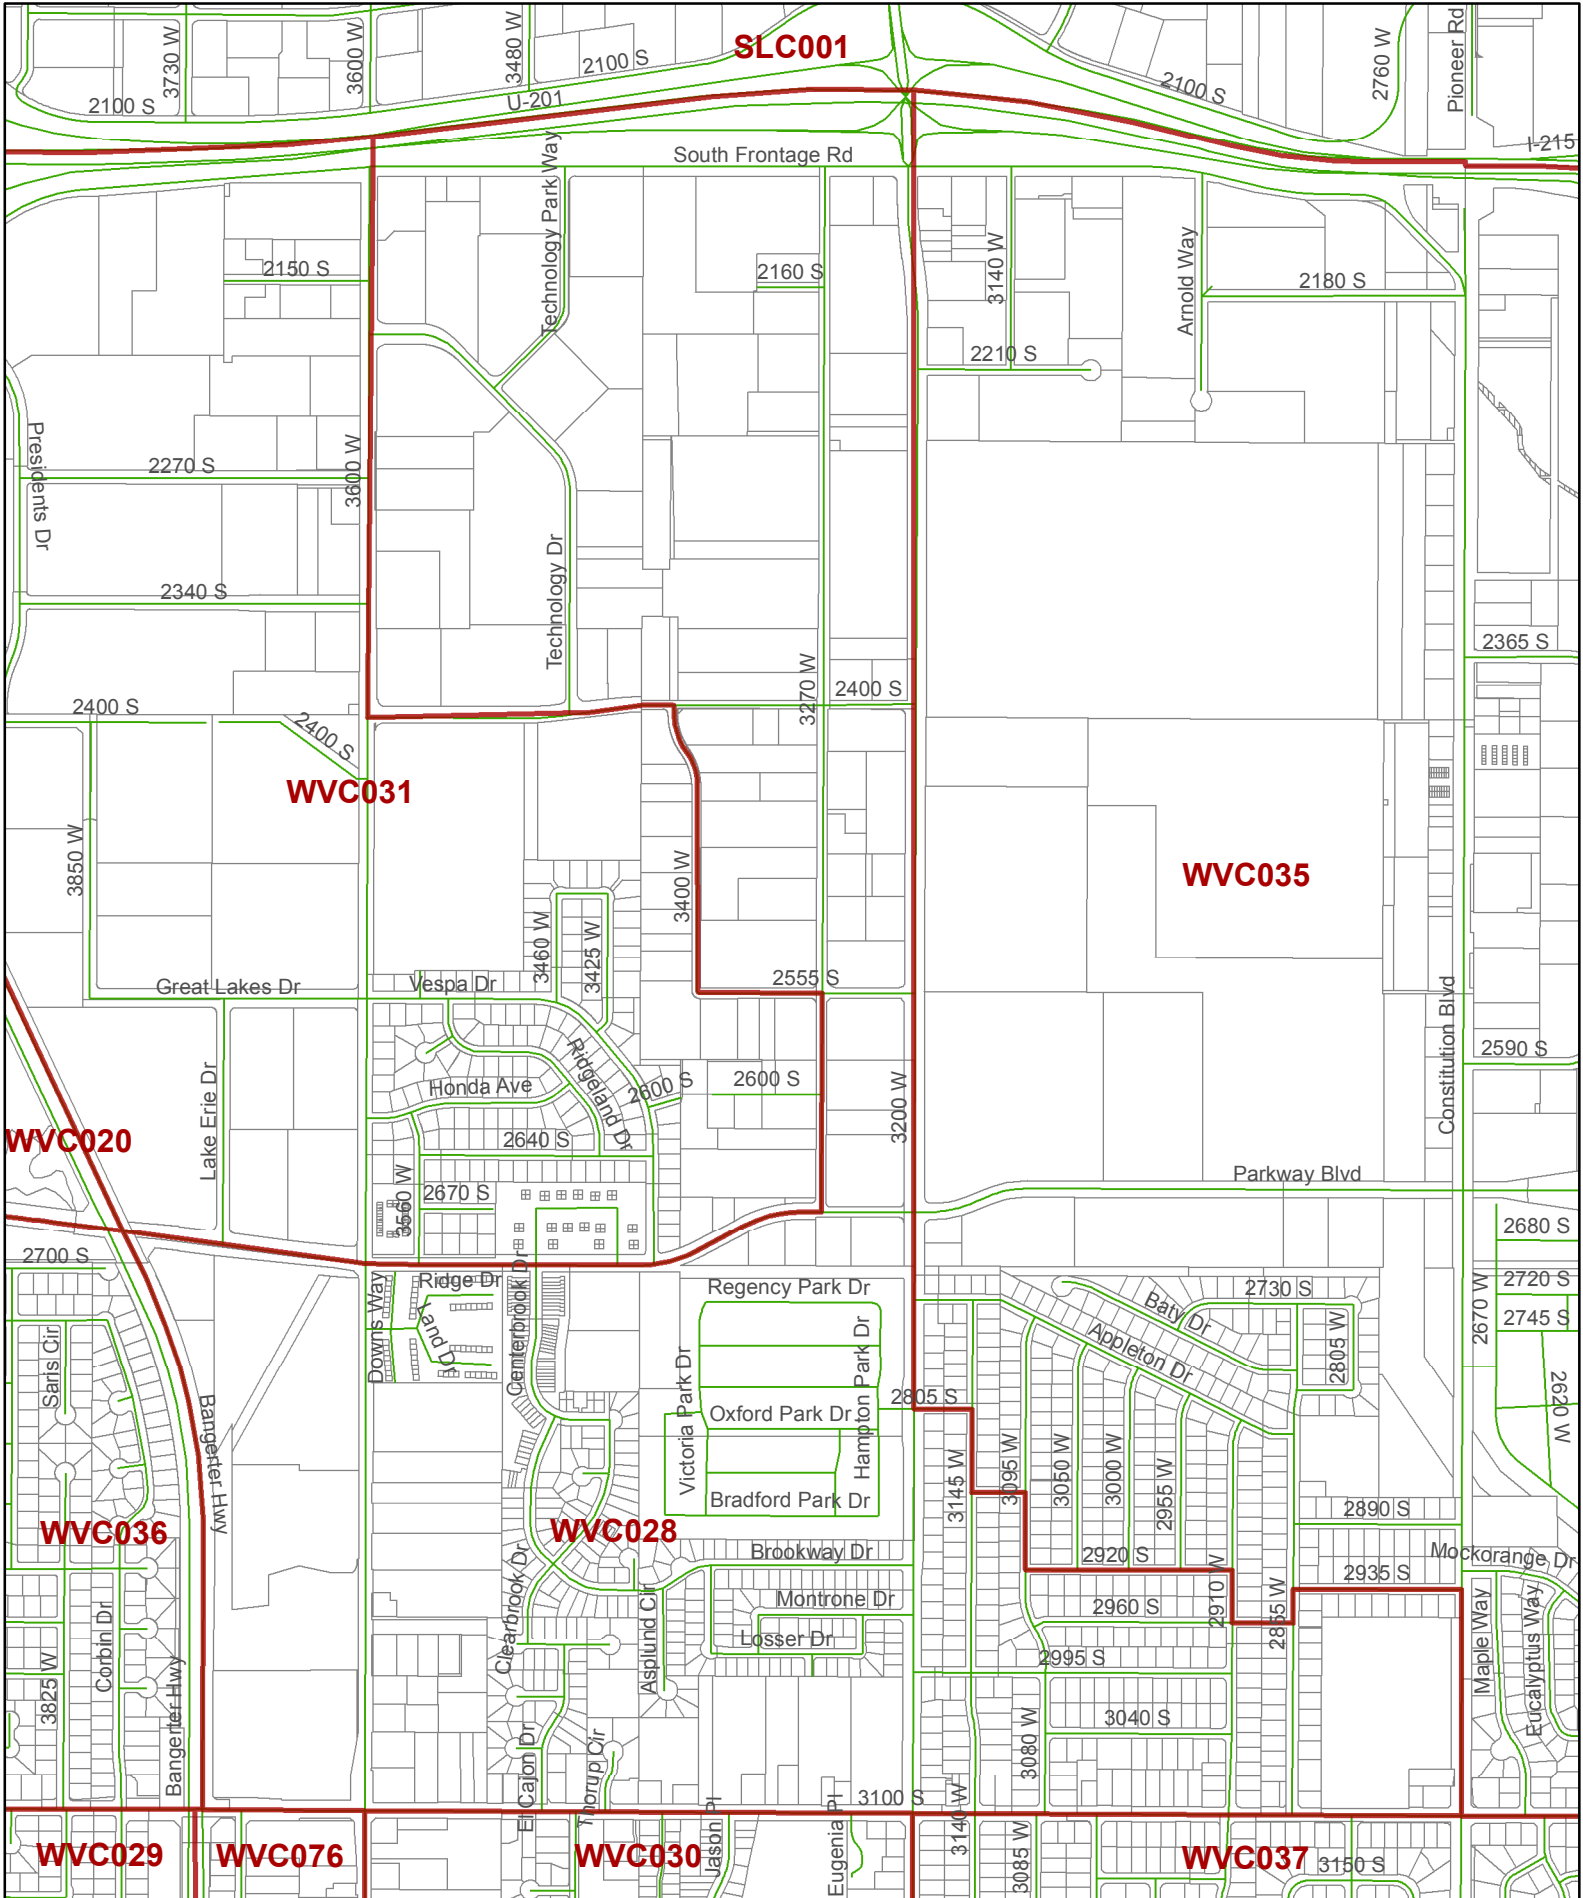 SLC001
3730 W
3600 W
3480 W
2100 S
2100 S
2760 W
Pioneer Rd
2100 S
U-201
I-215
South Frontage Rd
Technology Park Way
2150 S
2160 S
3140 W
Arnold Way
2180 S
2210 S
Presidents Dr
2270 S
3600 W
Technology Dr
2340 S
2365 S
3270 W
2400 S
2400 S
2400 S
WVC031
3850 W
3400 W
WVC035
3460 W
3425 W
Great Lakes Dr
Vespa Dr
2555 S
Constitution Blvd
2590 S
Lake Erie Dr
Ridgeland Dr
Honda Ave
2600 S
2600 S
3200 W
WVC020
2640 S
3560 W
2670 S
Parkway Blvd
2680 S
2700 S
Downs Way
Ridge Dr
Land Dr
Centerbrook Dr
Regency Park Dr
2730 S
Baty Dr
2670 W
2720 S
2745 S
Saris Cir
Appleton Dr
2805 W
Victoria Park Dr
Hampton Park Dr
2805 S
2620 W
Bangerter Hwy
Oxford Park Dr
3145 W
3095 W
3050 W
3000 W
2955 W
Bradford Park Dr
2890 S
WVC036
WVC028
Brookway Dr
2920 S
Mockorange Dr
2935 S
Clearbrook Dr
Asplund Cir
Montrone Dr
2960 S
2910 W
2855 W
Corbin Dr
Losser Dr
2995 S
Maple Way
Eucalyptus Way
3825 W
Bangerter Hwy
El Cajon Dr
Thorup Cir
3040 S
3080 W
3100 S
3140 W
WVC029
WVC076
WVC030
Jason Pl
Eugenia Pl
3085 W
WVC037
3150 S